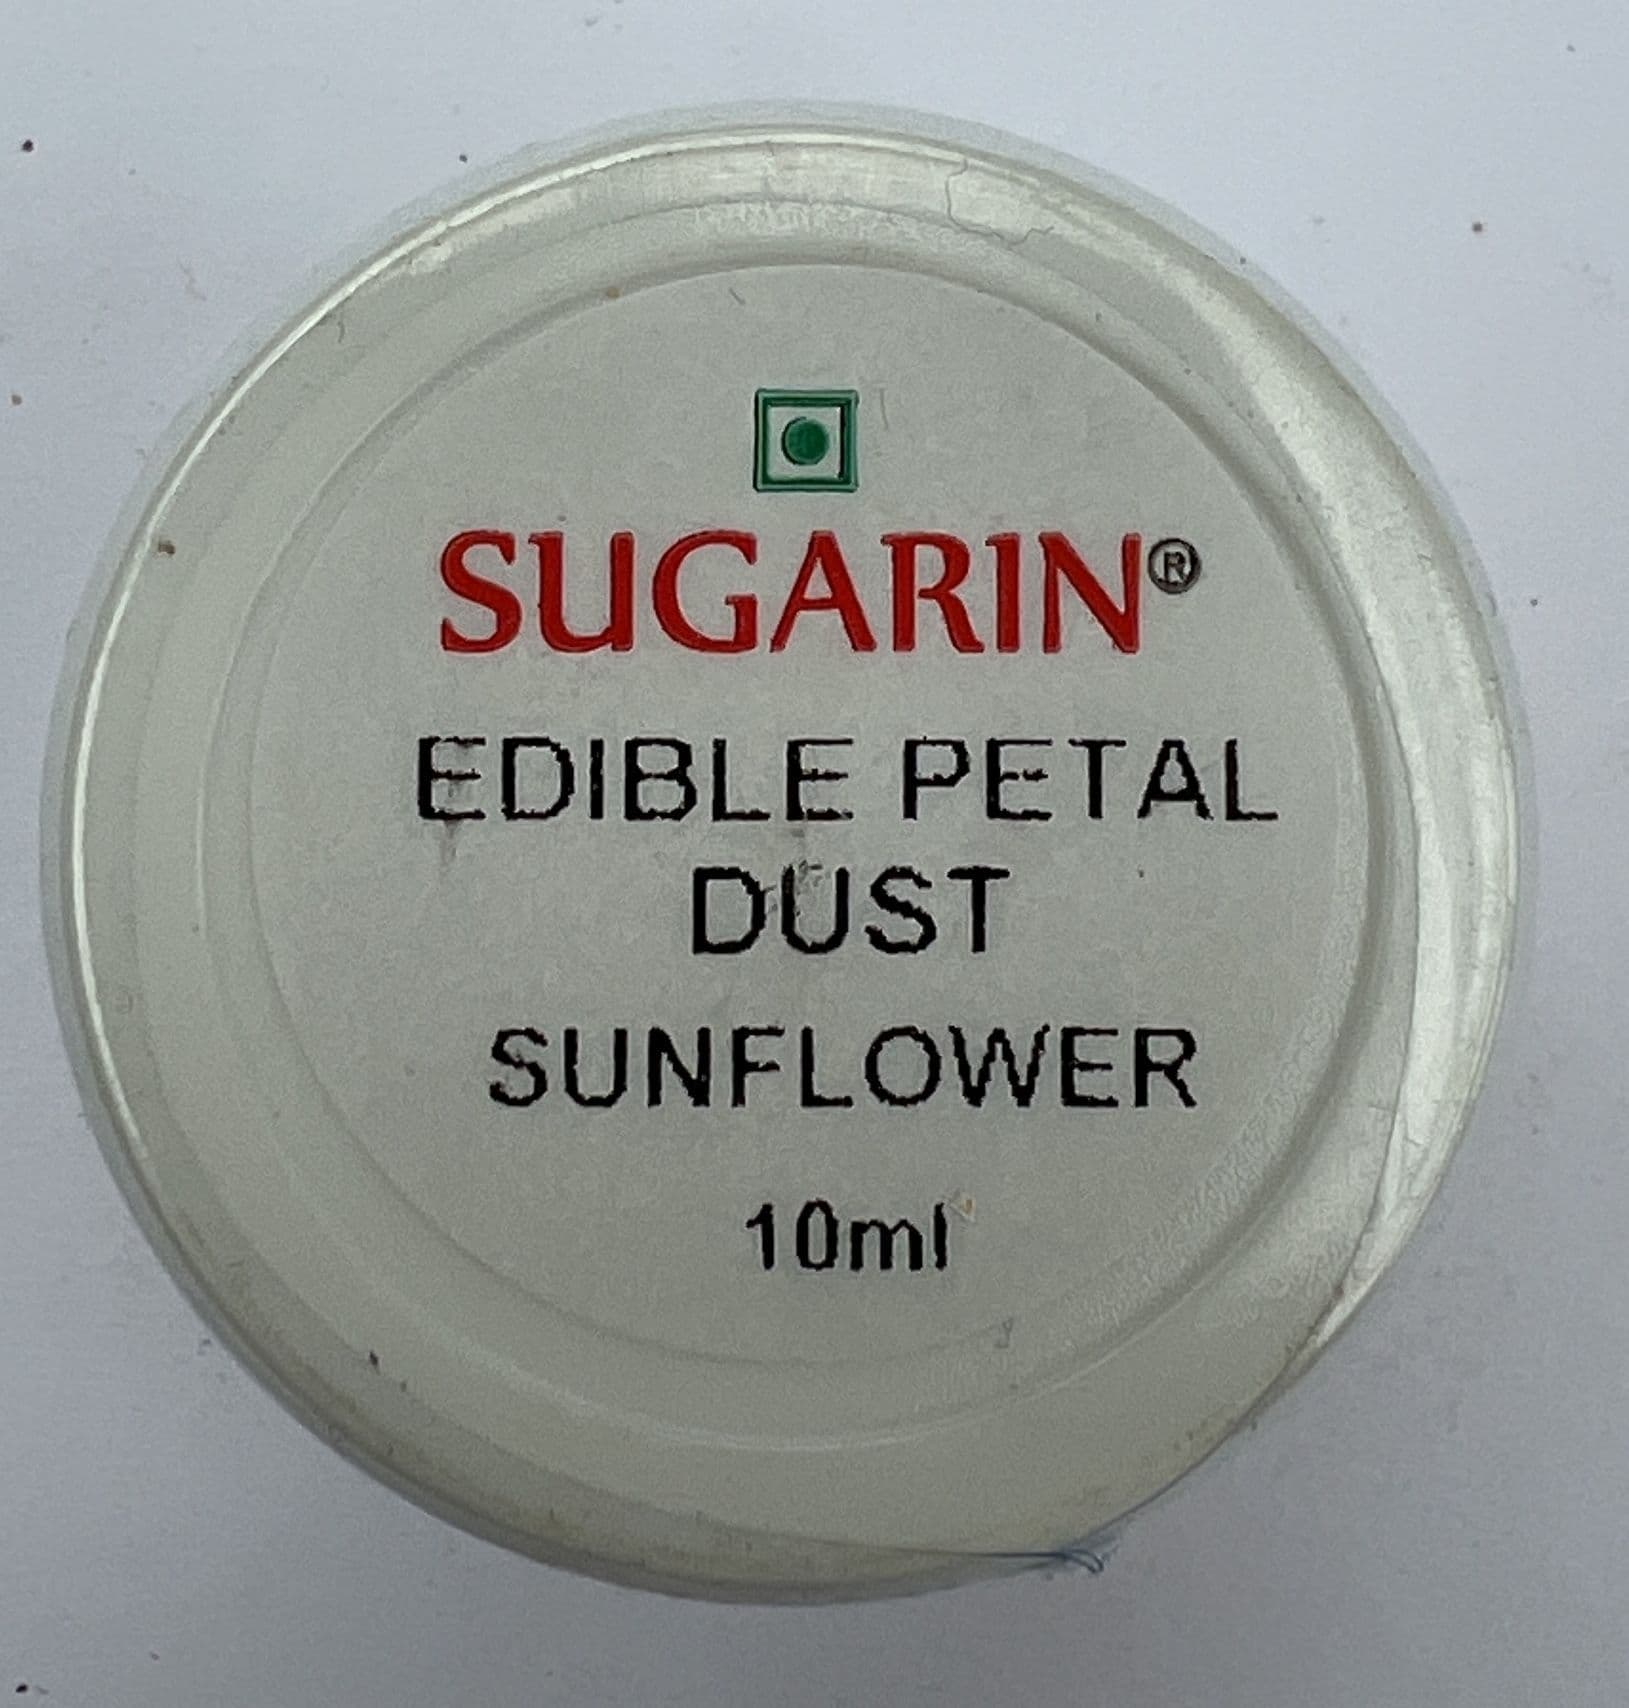 SUGARIN®
EDIBLE PETAL
DUST
SUNFLOWER
10ml